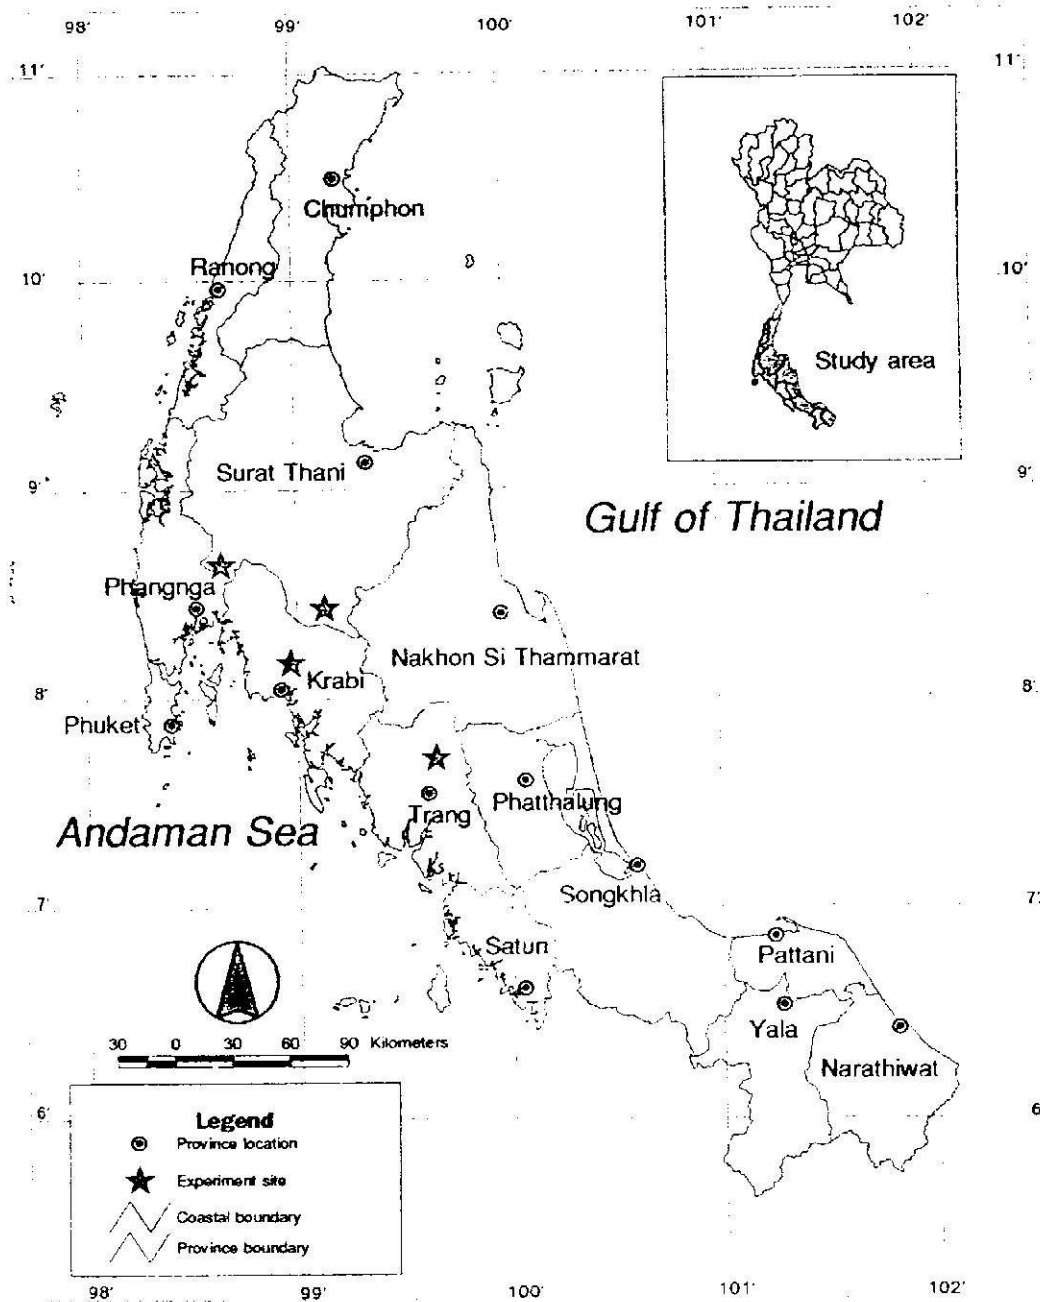 98' 99' 100' 101' 102'
11' 11'
Chumphon
Ranong
10' 10'
Study area
Surat Thani
9' 9'
Gulf of Thailand
Phangnga
Nakhon Si Thammarat
Krabi
8' 8'
Phuket
Phatthalung
Trang
Andaman Sea
Songkhla
7' 7'
Satun
Pattani
Yala
30 0 30 60 90 Kilometers
Narathiwat
6' 6
Legend
Province location
Experiment site
Coastal boundary
Province boundary
98' 99' 100' 101' 102'